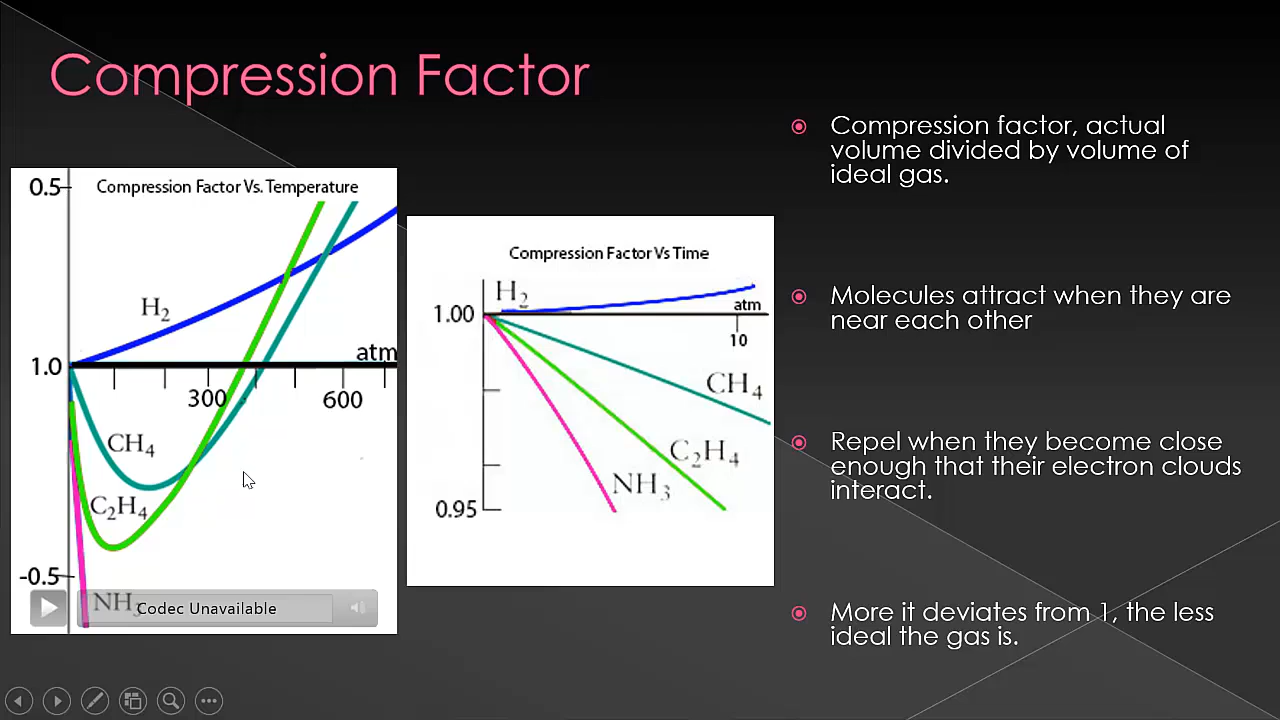 Compression Factor
0.5
Compression Factor Vs. Temperature
H2
1.0
atm
300
600
CH4
C2H4
-0.5
NH3
Codec Unavailable
Compression Factor Vs Time
H2
1.00
atm
10
CH4
C2H4
NH3
0.95
Compression factor, actual
volume divided by volume of
ideal gas.
Molecules attract when they are
near each other
Repel when they become close
enough that their electron clouds
interact.
More it deviates from 1, the less
ideal the gas is.